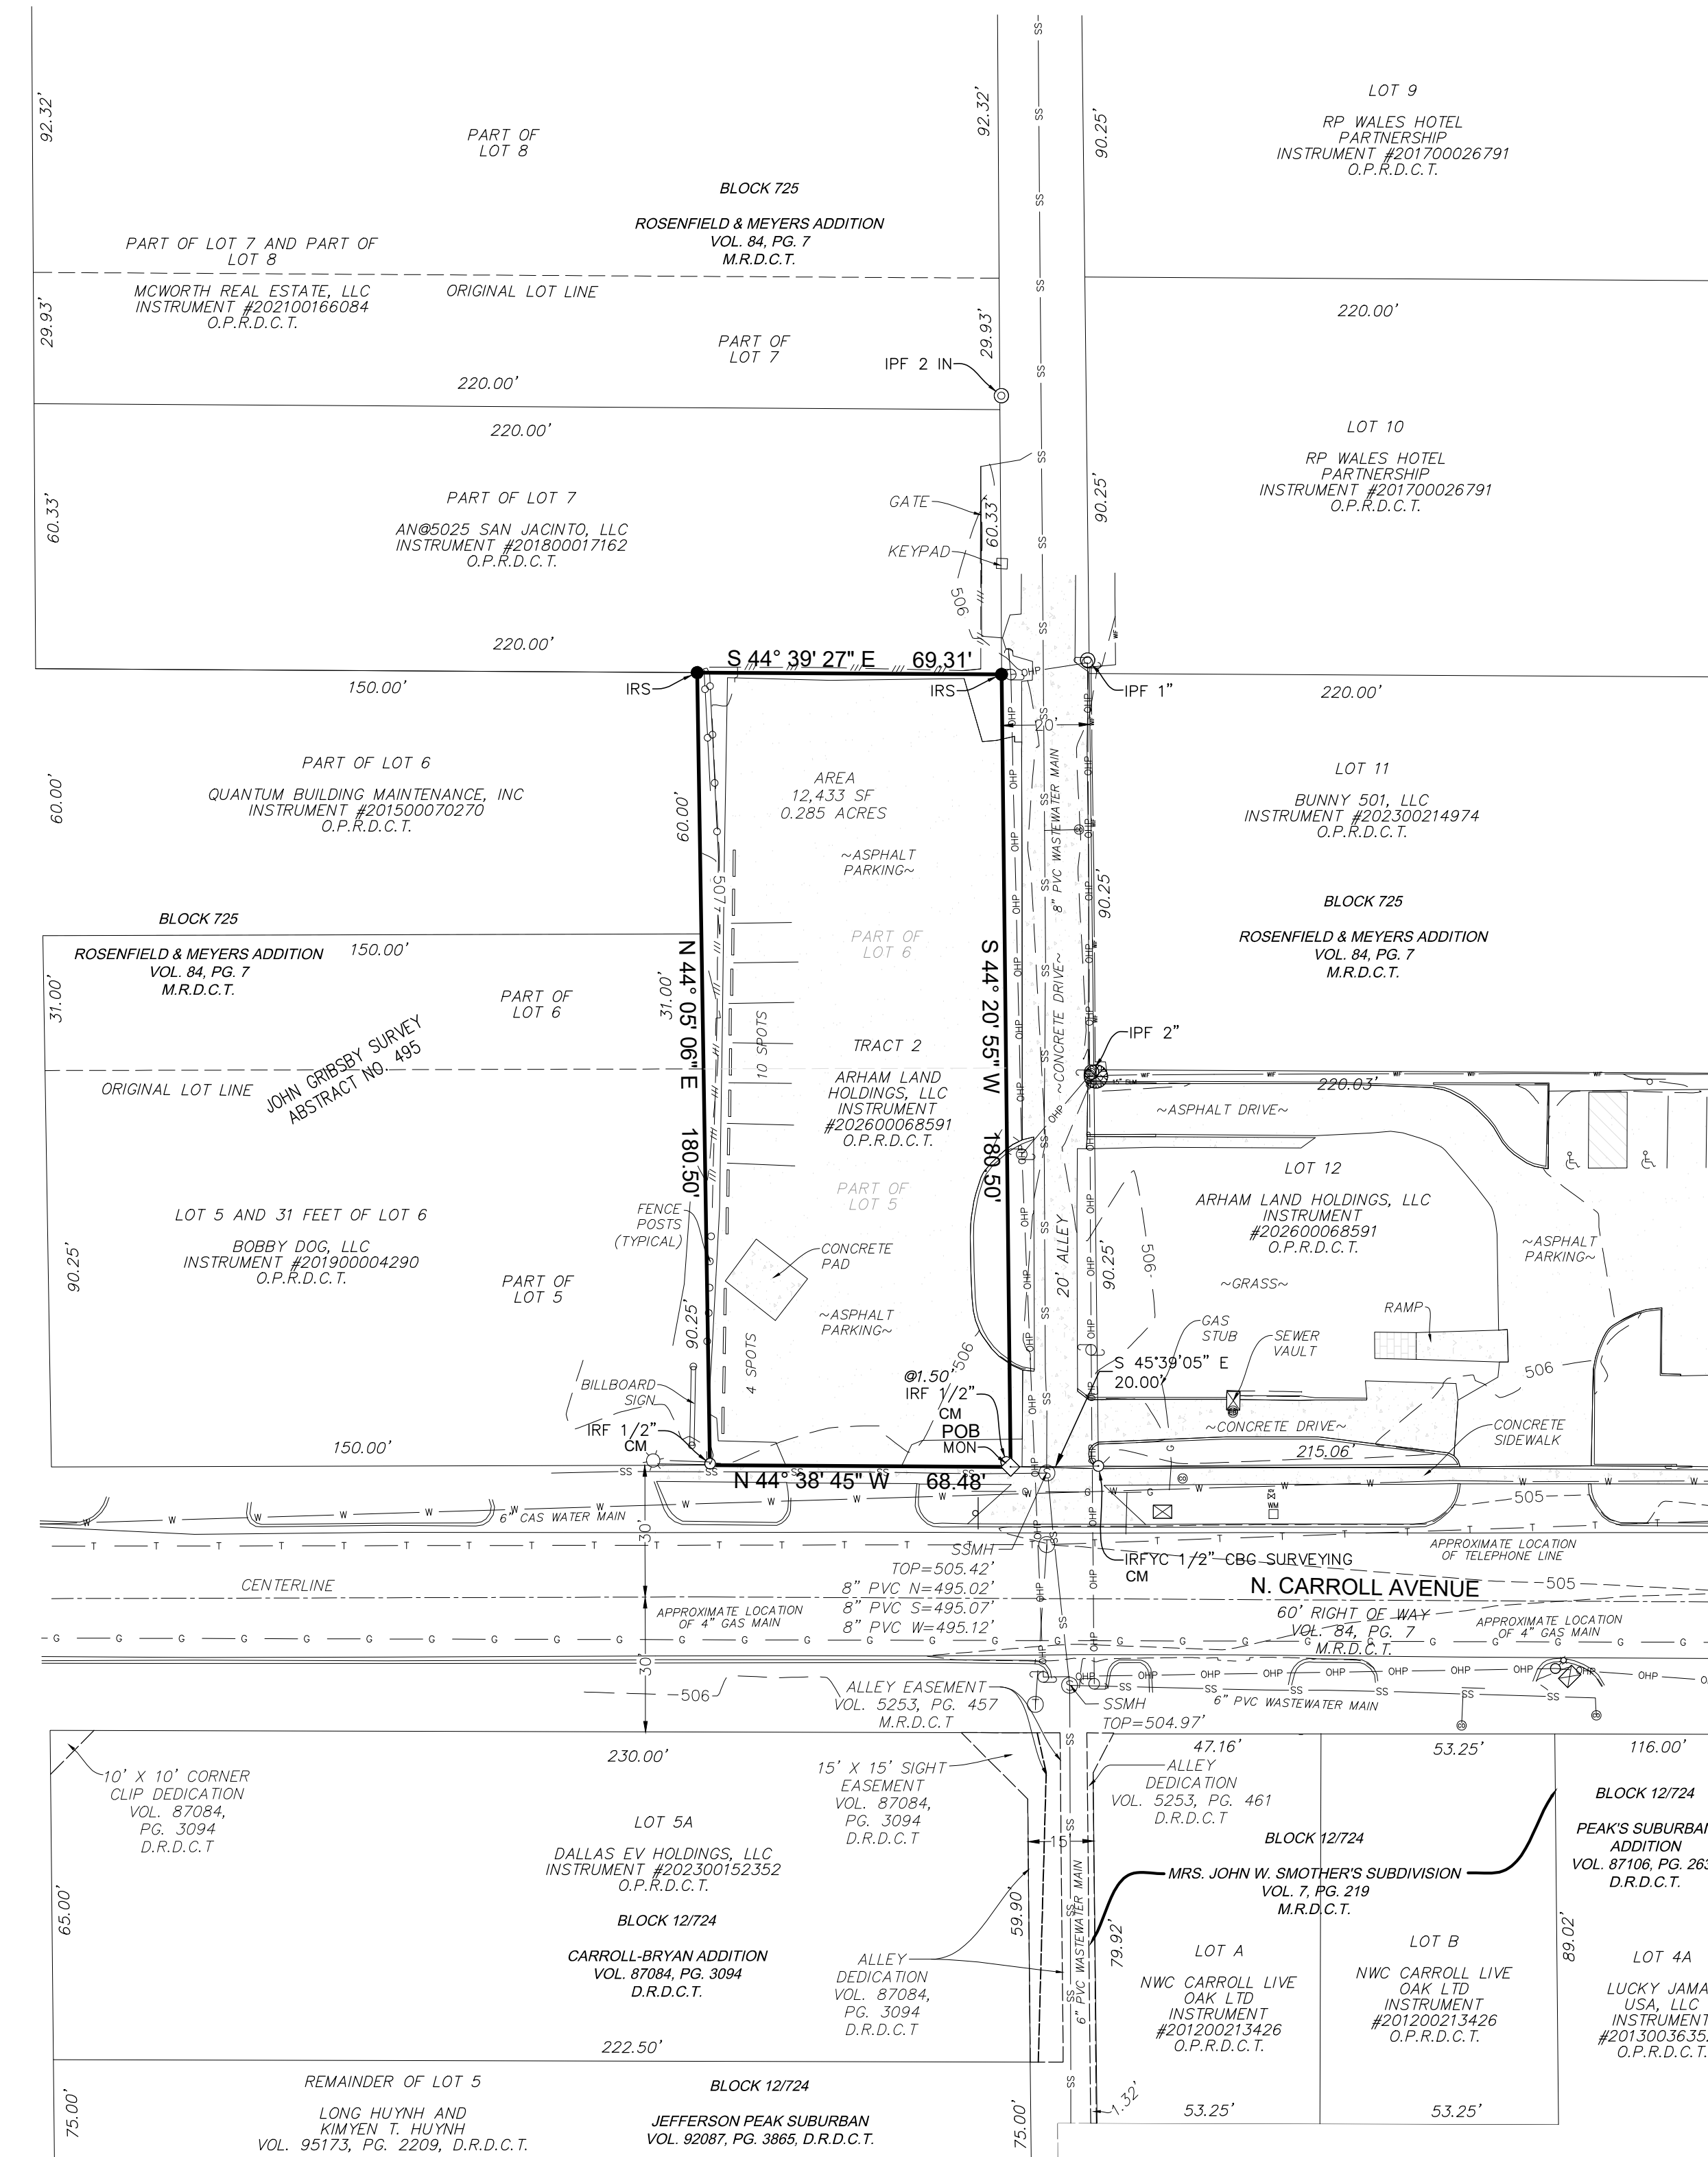 92.32'
PART OF
LOT 8
92.32'
90.25'
LOT 9
RP WALES HOTEL
PARTNERSHIP
INSTRUMENT #201700026791
O.P.R.D.C.T.
BLOCK 725
ROSENFIELD & MEYERS ADDITION
VOL. 84, PG. 7
M.R.D.C.T.
PART OF LOT 7 AND PART OF
LOT 8
MCWORTH REAL ESTATE, LLC
INSTRUMENT #202100166084
O.P.R.D.C.T.
ORIGINAL LOT LINE
29.93'
PART OF
LOT 7
29.93'
IPF 2 IN
220.00'
220.00'
220.00'
PART OF LOT 7
AN@5025 SAN JACINTO, LLC
INSTRUMENT #201800017162
O.P.R.D.C.T.
60.33'
220.00'
GATE
KEYPAD
60.33'
506
90.25'
LOT 10
RP WALES HOTEL
PARTNERSHIP
INSTRUMENT #201700026791
O.P.R.D.C.T.
S 44° 39' 27" E 69.31'
IRS
IRS
IPF 1"
150.00'
220.00'
20'
PART OF LOT 6
QUANTUM BUILDING MAINTENANCE, INC
INSTRUMENT #201500070270
O.P.R.D.C.T.
60.00'
60.00'
AREA
12,433 SF
0.285 ACRES
~ASPHALT
PARKING~
507
8" PVC WASTEWATER MAIN
LOT 11
BUNNY 501, LLC
INSTRUMENT #202300214974
O.P.R.D.C.T.
90.25'
BLOCK 725
ROSENFIELD & MEYERS ADDITION
VOL. 84, PG. 7
M.R.D.C.T.
BLOCK 725
ROSENFIELD & MEYERS ADDITION
VOL. 84, PG. 7
M.R.D.C.T.
150.00'
31.00'
PART OF
LOT 6
31.00'
N 44° 05' 06" E 180.50'
PART OF
LOT 6
S 44° 20' 55" W 180.50'
~CONCRETE DRIVE~
JOHN GRIBSBY SURVEY
ABSTRACT NO. 495
ORIGINAL LOT LINE
10 SPOTS
TRACT 2
ARHAM LAND
HOLDINGS, LLC
INSTRUMENT
#202600068591
O.P.R.D.C.T.
PART OF
LOT 5
IPF 2"
15" ELM
220.03'
~ASPHALT DRIVE~
LOT 12
ARHAM LAND HOLDINGS, LLC
INSTRUMENT
#202600068591
O.P.R.D.C.T.
~GRASS~
~ASPHALT
PARKING~
RAMP
506
20' ALLEY
90.25'
LOT 5 AND 31 FEET OF LOT 6
BOBBY DOG, LLC
INSTRUMENT #201900004290
O.P.R.D.C.T.
90.25'
PART OF
LOT 5
FENCE
POSTS
(TYPICAL)
CONCRETE
PAD
~ASPHALT
PARKING~
90.25'
4 SPOTS
506
BILLBOARD
SIGN
IRF 1/2"
CM
150.00'
@1.50'
IRF 1/2"
CM
POB
MON
S 45°39'05" E
20.00'
GAS
STUB
SEWER
VAULT
506
~CONCRETE DRIVE~
CONCRETE
SIDEWALK
215.06'
N 44° 38' 45" W 68.48'
6" CAS WATER MAIN
505
30'
SSMH
TOP=505.42'
8" PVC N=495.02'
8" PVC S=495.07'
8" PVC W=495.12'
IRFYC 1/2" CBG SURVEYING
CM
APPROXIMATE LOCATION
OF TELEPHONE LINE
CENTERLINE
N. CARROLL AVENUE
505
60' RIGHT OF WAY
VOL. 84, PG. 7
M.R.D.C.T.
APPROXIMATE LOCATION
OF 4" GAS MAIN
APPROXIMATE LOCATION
OF 4" GAS MAIN
30'
506
ALLEY EASEMENT
VOL. 5253, PG. 457
M.R.D.C.T
SSMH
TOP=504.97'
6" PVC WASTEWATER MAIN
10' X 10' CORNER
CLIP DEDICATION
VOL. 87084,
PG. 3094
D.R.D.C.T
230.00'
15' X 15' SIGHT
EASEMENT
VOL. 87084,
PG. 3094
D.R.D.C.T
47.16'
53.25'
116.00'
ALLEY
DEDICATION
VOL. 5253, PG. 461
D.R.D.C.T
LOT 5A
DALLAS EV HOLDINGS, LLC
INSTRUMENT #202300152352
O.P.R.D.C.T.
BLOCK 12/724
CARROLL-BRYAN ADDITION
VOL. 87084, PG. 3094
D.R.D.C.T.
65.00'
15'
59.90'
6" PVC WASTEWATER MAIN
BLOCK 12/724
MRS. JOHN W. SMOTHER'S SUBDIVISION
VOL. 7, PG. 219
M.R.D.C.T.
BLOCK 12/724
PEAK'S SUBURBAN
ADDITION
VOL. 87106, PG. 263
D.R.D.C.T.
ALLEY
DEDICATION
VOL. 87084,
PG. 3094
D.R.D.C.T
79.92'
LOT A
NWC CARROLL LIVE
OAK LTD
INSTRUMENT
#201200213426
O.P.R.D.C.T.
LOT B
NWC CARROLL LIVE
OAK LTD
INSTRUMENT
#201200213426
O.P.R.D.C.T.
89.02'
LOT 4A
LUCKY JAMA
USA, LLC
INSTRUMENT
O.P.R.D.C.T.
222.50'
1.32'
53.25'
53.25'
REMAINDER OF LOT 5
LONG HUYNH AND
KIMYEN T. HUYNH
VOL. 95173, PG. 2209, D.R.D.C.T.
75.00'
BLOCK 12/724
JEFFERSON PEAK SUBURBAN
VOL. 92087, PG. 3865, D.R.D.C.T.
75.00'